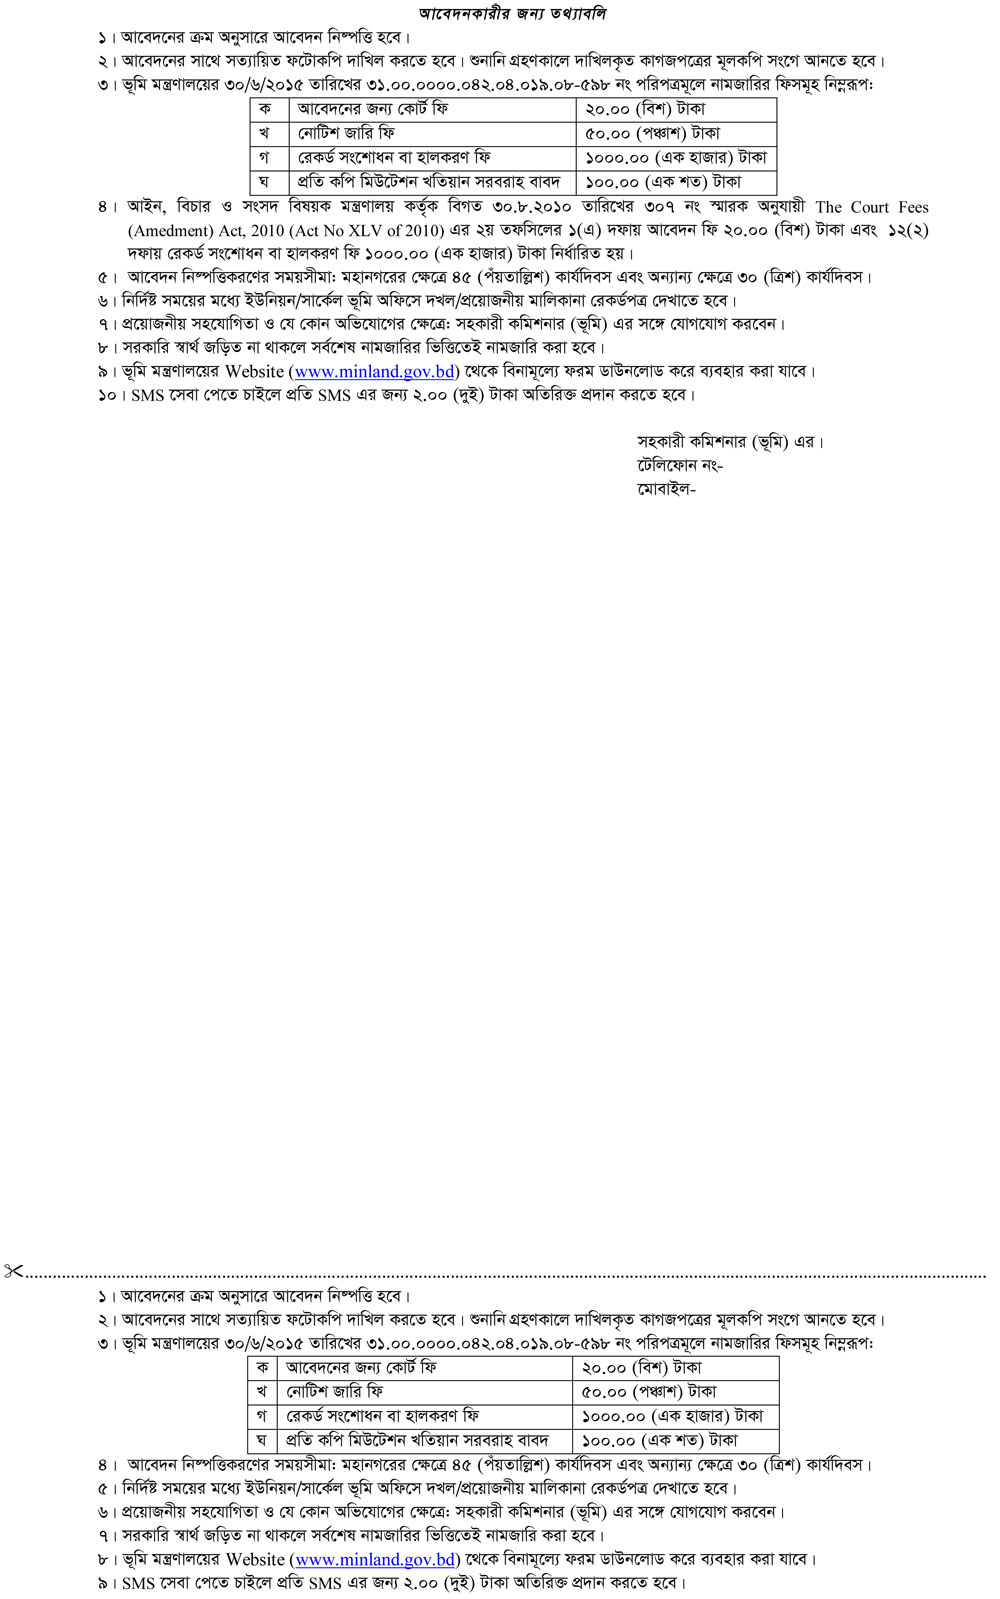 আবেদনকারীর জন্য তথ্যাবলি
১। আবেদনের ক্রম অনুসারে আবেদন নিষ্পত্তি হবে।
২। আবেদনের সাথে সত্যায়িত ফটোকপি দাখিল করতে হবে। শুনানি গ্রহণকালে দাখিলকৃত কাগজপত্রের মূলকপি সংগে আনতে হবে।
৩। ভূমি মন্ত্রণালয়ের ৩০/৬/২০১৫ তারিখের ৩১.০০.০০০০.০৪২.০৪.০১৯.০৮-৫৯৮ নং পরিপত্রমূলে নামজারির ফিসমূহ নিম্নরূপ:
ক আবেদনের জন্য কোর্ট ফি ২০.০০ (বিশ) টাকা
খ নোটিশ জারি ফি ৫০.০০ (পঞ্চাশ) টাকা
গ রেকর্ড সংশোধন বা হালকরণ ফি ১০০০.০০ (এক হাজার) টাকা
ঘ প্রতি কপি মিউটেশন খতিয়ান সরবরাহ বাবদ ১০০.০০ (এক শত) টাকা
৪। আইন, বিচার ও সংসদ বিষয়ক মন্ত্রণালয় কর্তৃক বিগত ৩০.৮.২০১০ তারিখের ৩০৭ নং স্মারক অনুযায়ী The Court Fees
(Amedment) Act, 2010 (Act No XLV of 2010) এর ২য় তফসিলের ১(এ) দফায় আবেদন ফি ২০.০০ (বিশ) টাকা এবং ১২(২)
দফায় রেকর্ড সংশোধন বা হালকরণ ফি ১০০০.০০ (এক হাজার) টাকা নির্ধারিত হয়।
৫। আবেদন নিষ্পত্তিকরণের সময়সীমা: মহানগরের ক্ষেত্রে ৪৫ (পঁয়তাল্লিশ) কার্যদিবস এবং অন্যান্য ক্ষেত্রে ৩০ (ত্রিশ) কার্যদিবস।
৬। নির্দিষ্ট সময়ের মধ্যে ইউনিয়ন/সার্কেল ভূমি অফিসে দখল/প্রয়োজনীয় মালিকানা রেকর্ডপত্র দেখাতে হবে।
৭। প্রয়োজনীয় সহযোগিতা ও যে কোন অভিযোগের ক্ষেত্রে: সহকারী কমিশনার (ভূমি) এর সঙ্গে যোগযোগ করবেন।
৮। সরকারি স্বার্থ জড়িত না থাকলে সর্বশেষ নামজারির ভিত্তিতেই নামজারি করা হবে।
৯। ভূমি মন্ত্রণালয়ের Website (www.minland.gov.bd) থেকে বিনামূল্যে ফরম ডাউনলোড করে ব্যবহার করা যাবে।
১০। SMS সেবা পেতে চাইলে প্রতি SMS এর জন্য ২.০০ (দুই) টাকা অতিরিক্ত প্রদান করতে হবে।
সহকারী কমিশনার (ভূমি) এর।
টেলিফোন নং-
মোবাইল-
১। আবেদনের ক্রম অনুসারে আবেদন নিষ্পত্তি হবে।
২। আবেদনের সাথে সত্যায়িত ফটোকপি দাখিল করতে হবে। শুনানি গ্রহণকালে দাখিলকৃত কাগজপত্রের মূলকপি সংগে আনতে হবে।
৩। ভূমি মন্ত্রণালয়ের ৩০/৬/২০১৫ তারিখের ৩১.০০.০০০০.০৪২.০৪.০১৯.০৮-৫৯৮ নং পরিপত্রমূলে নামজারির ফিসমূহ নিম্নরূপ:
ক আবেদনের জন্য কোর্ট ফি ২০.০০ (বিশ) টাকা
খ নোটিশ জারি ফি ৫০.০০ (পঞ্চাশ) টাকা
গ রেকর্ড সংশোধন বা হালকরণ ফি ১০০০.০০ (এক হাজার) টাকা
ঘ প্রতি কপি মিউটেশন খতিয়ান সরবরাহ বাবদ ১০০.০০ (এক শত) টাকা
৪। আবেদন নিষ্পত্তিকরণের সময়সীমা: মহানগরের ক্ষেত্রে ৪৫ (পঁয়তাল্লিশ) কার্যদিবস এবং অন্যান্য ক্ষেত্রে ৩০ (ত্রিশ) কার্যদিবস।
৫। নির্দিষ্ট সময়ের মধ্যে ইউনিয়ন/সার্কেল ভূমি অফিসে দখল/প্রয়োজনীয় মালিকানা রেকর্ডপত্র দেখাতে হবে।
৬। প্রয়োজনীয় সহযোগিতা ও যে কোন অভিযোগের ক্ষেত্রে: সহকারী কমিশনার (ভূমি) এর সঙ্গে যোগযোগ করবেন।
৭। সরকারি স্বার্থ জড়িত না থাকলে সর্বশেষ নামজারির ভিত্তিতেই নামজারি করা হবে।
৮। ভূমি মন্ত্রণালয়ের Website (www.minland.gov.bd) থেকে বিনামূল্যে ফরম ডাউনলোড করে ব্যবহার করা যাবে।
৯। SMS সেবা পেতে চাইলে প্রতি SMS এর জন্য ২.০০ (দুই) টাকা অতিরিক্ত প্রদান করতে হবে।